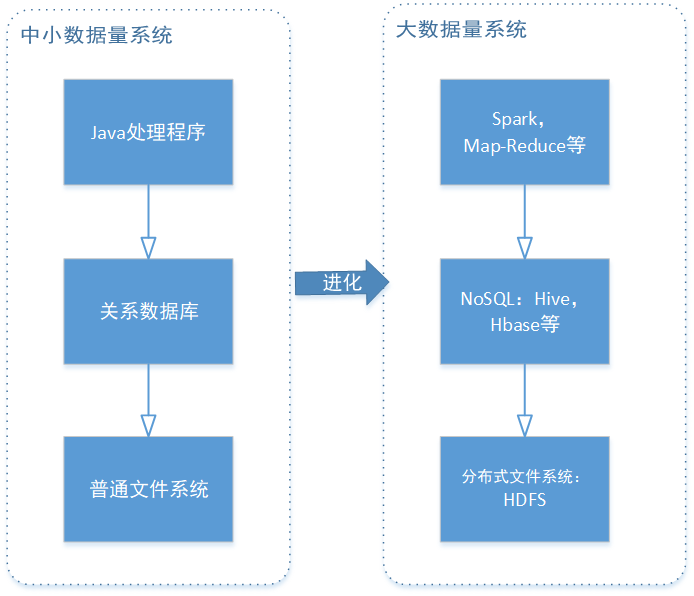 中小数据量系统
Java处理程序
关系数据库
普通文件系统
进化
大数据量系统
Spark，
Map-Reduce等
NoSQL：Hive，
Hbase等
分布式文件系统：
HDFS